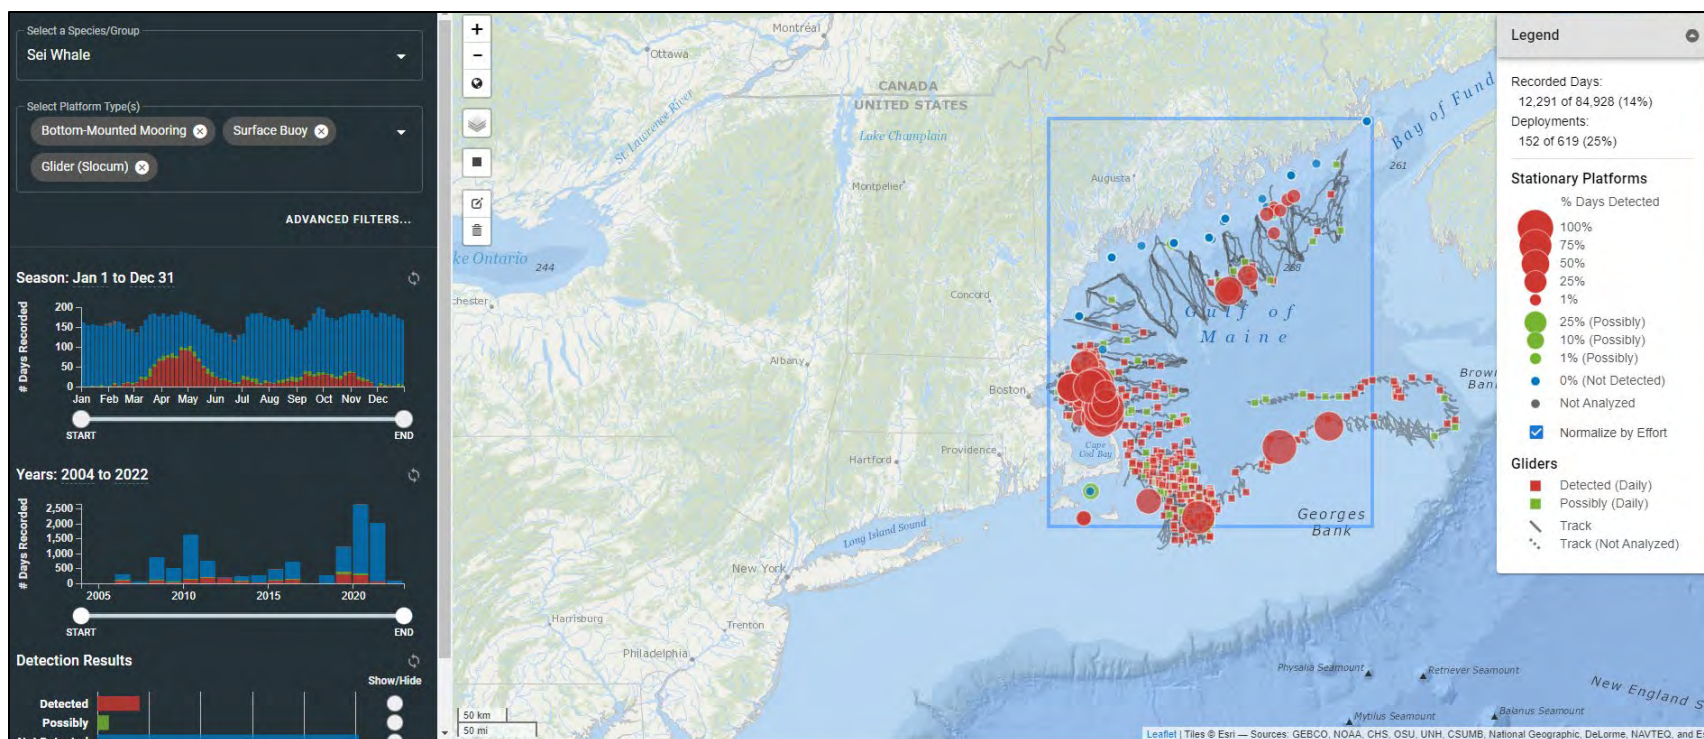 Select a Species/Group
Sei Whale
Select Platform Type(s)
Bottom-Mounted Mooring
Surface Buoy
Glider (Slocum)
ADVANCED FILTERS...
Season: Jan 1 to Dec 31
# Days Recorded
200
150
100
50
0
Jan Feb Mar Apr May Jun Jul Aug Sep Oct Nov Dec
START
END
Years: 2004 to 2022
# Days Recorded
2,500
2,000
1,500
1,000
500
0
2005 2010 2015 2020
START
END
Detection Results
Show/Hide
Detected
Possibly
Not Detected
+
−
Montréal
Ottawa
CANADA
UNITED STATES
St. Lawrence River
Lake Champlain
Montpelier
Augusta
Bay of Fund
261
ke Ontario
244
268
chester
Concord
Gulf of
Maine
Albany
Boston
Brown
Ban
Cape
Cod Bay
Hartford
Providence
Georges
Bank
Long Island Sound
New York
Harrisburg
Trenton
Philadelphia
Physalia Seamount
Retriever Seamount
New England S
Mytilus Seamount
Balanus Seamount
50 km
50 mi
Leaflet | Tiles © Esri — Sources: GEBCO, NOAA, CHS, OSU, UNH, CSUMB, National Geographic, DeLorme, NAVTEQ, and E
Legend
Recorded Days:
12,291 of 84,928 (14%)
Deployments:
152 of 619 (25%)
Stationary Platforms
% Days Detected
100%
75%
50%
25%
1%
25% (Possibly)
10% (Possibly)
1% (Possibly)
0% (Not Detected)
Not Analyzed
Normalize by Effort
Gliders
Detected (Daily)
Possibly (Daily)
Track
Track (Not Analyzed)